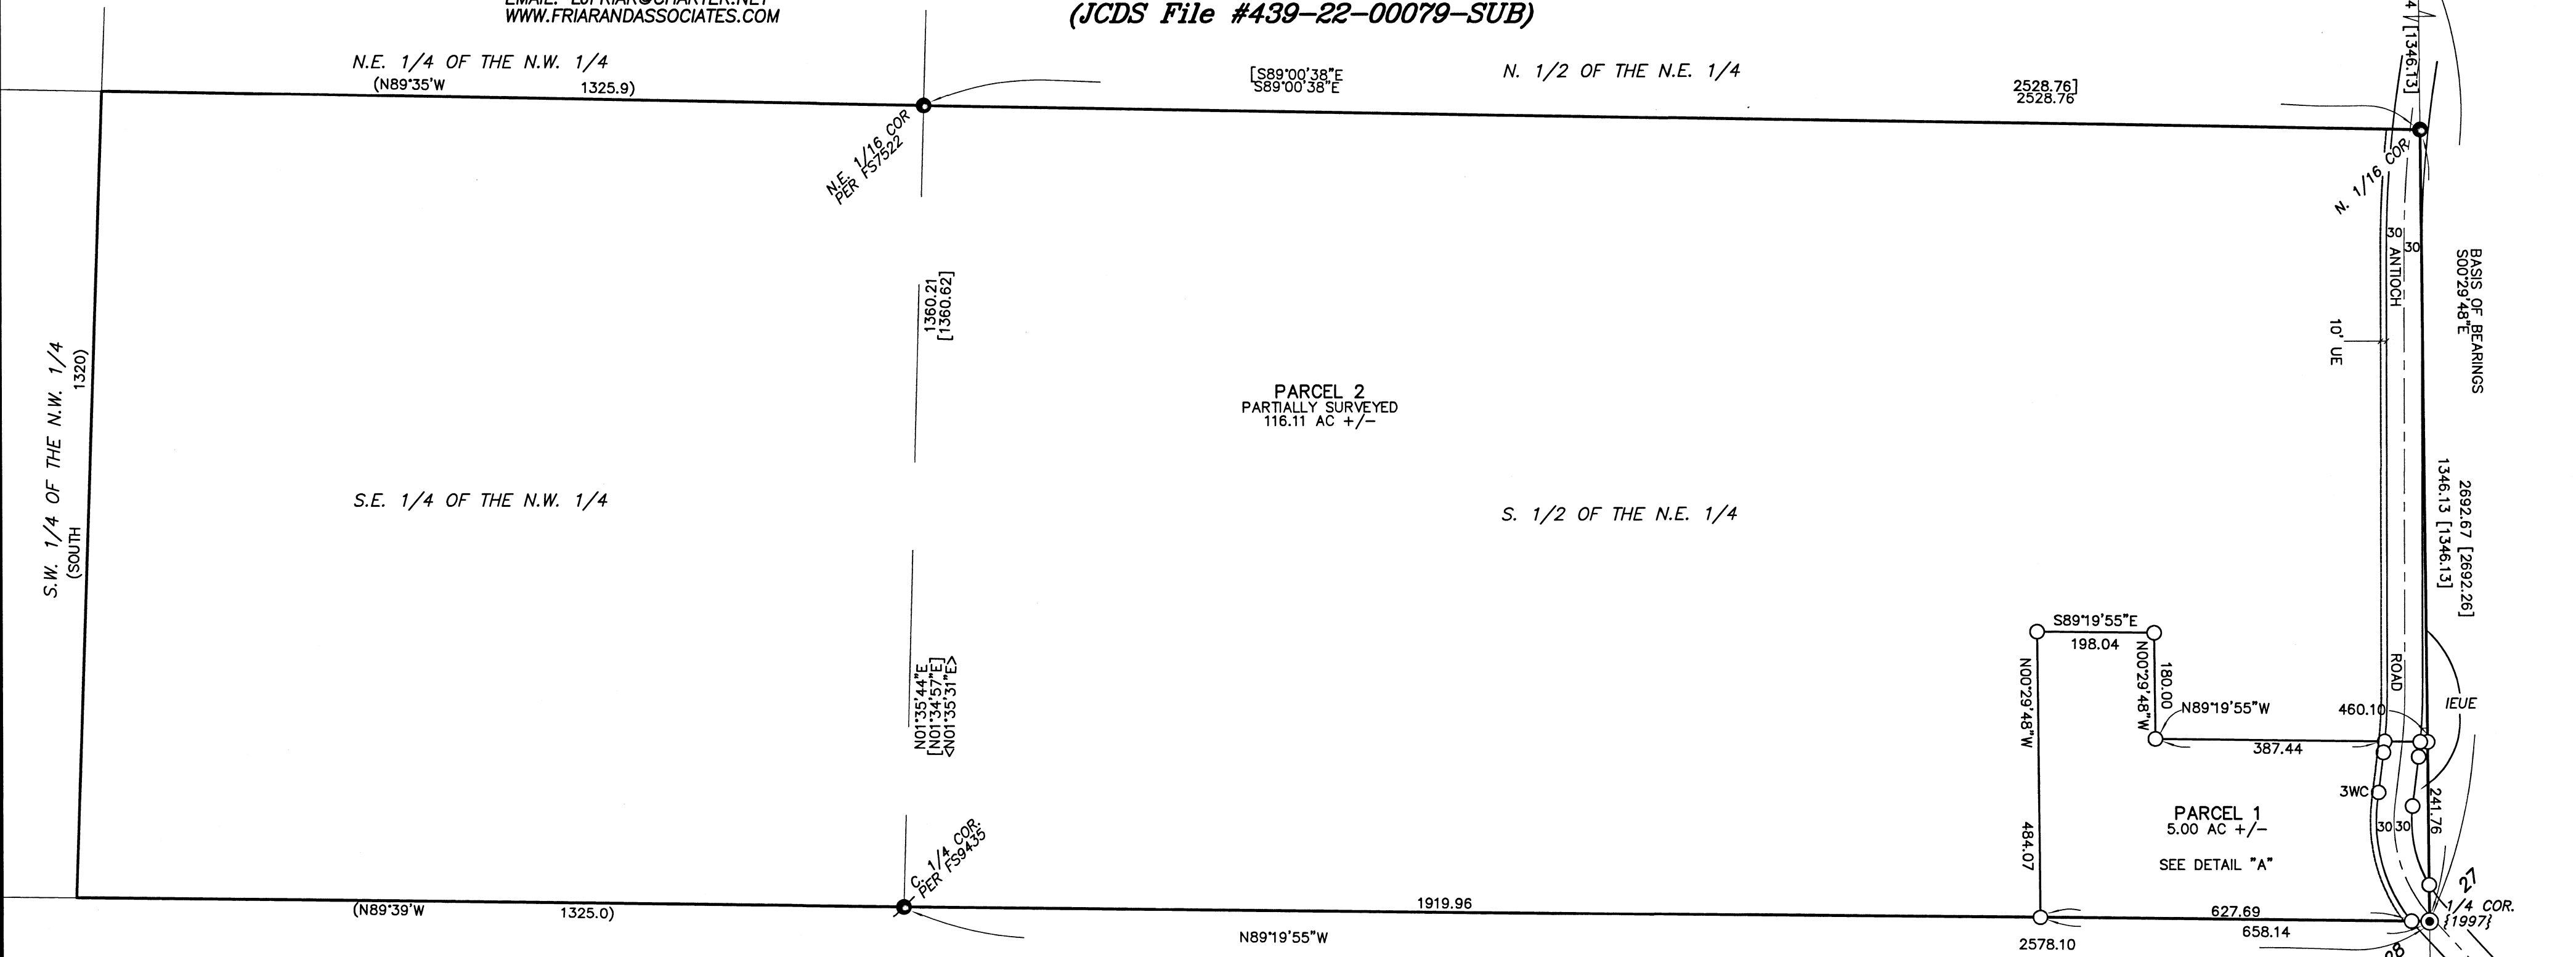 WWW.FRIARANDASSOCIATES.COM
(JCDS File #439-22-00079-SUB)
N.E. 1/4 OF THE N.W. 1/4
(N89°35'W 1325.9)
[S89°00'38"E 2528.76]
S89°00'38"E 2528.76
N. 1/2 OF THE N.E. 1/4
[1346.13]
N.E. 1/16 COR
PER FS7522
N. 1/16 COR
30
30
ANTIOCH
ROAD
10' UE
BASIS OF BEARINGS
S00°29'48"E
2692.67 [2692.26]
1346.13 [1346.13]
1360.21
[1360.62]
PARCEL 2
PARTIALLY SURVEYED
116.11 AC +/-
S.W. 1/4 OF THE N.W. 1/4
(SOUTH 1320)
S.E. 1/4 OF THE N.W. 1/4
S. 1/2 OF THE N.E. 1/4
N01°35'44"E
[N01°34'57"E]
<N01°35'31"E>
S89°19'55"E
198.04
N00°29'48"W
484.07
180.00
N00°29'48"W
N89°19'55"W
460.10
387.44
IEUE
3WC
30
30
241.76
PARCEL 1
5.00 AC +/-
SEE DETAIL "A"
C. 1/4 COR.
PER FS9435
27
1/4 COR.
{1997}
28
(N89°39'W 1325.0)
1919.96
627.69
658.14
N89°19'55"W
2578.10